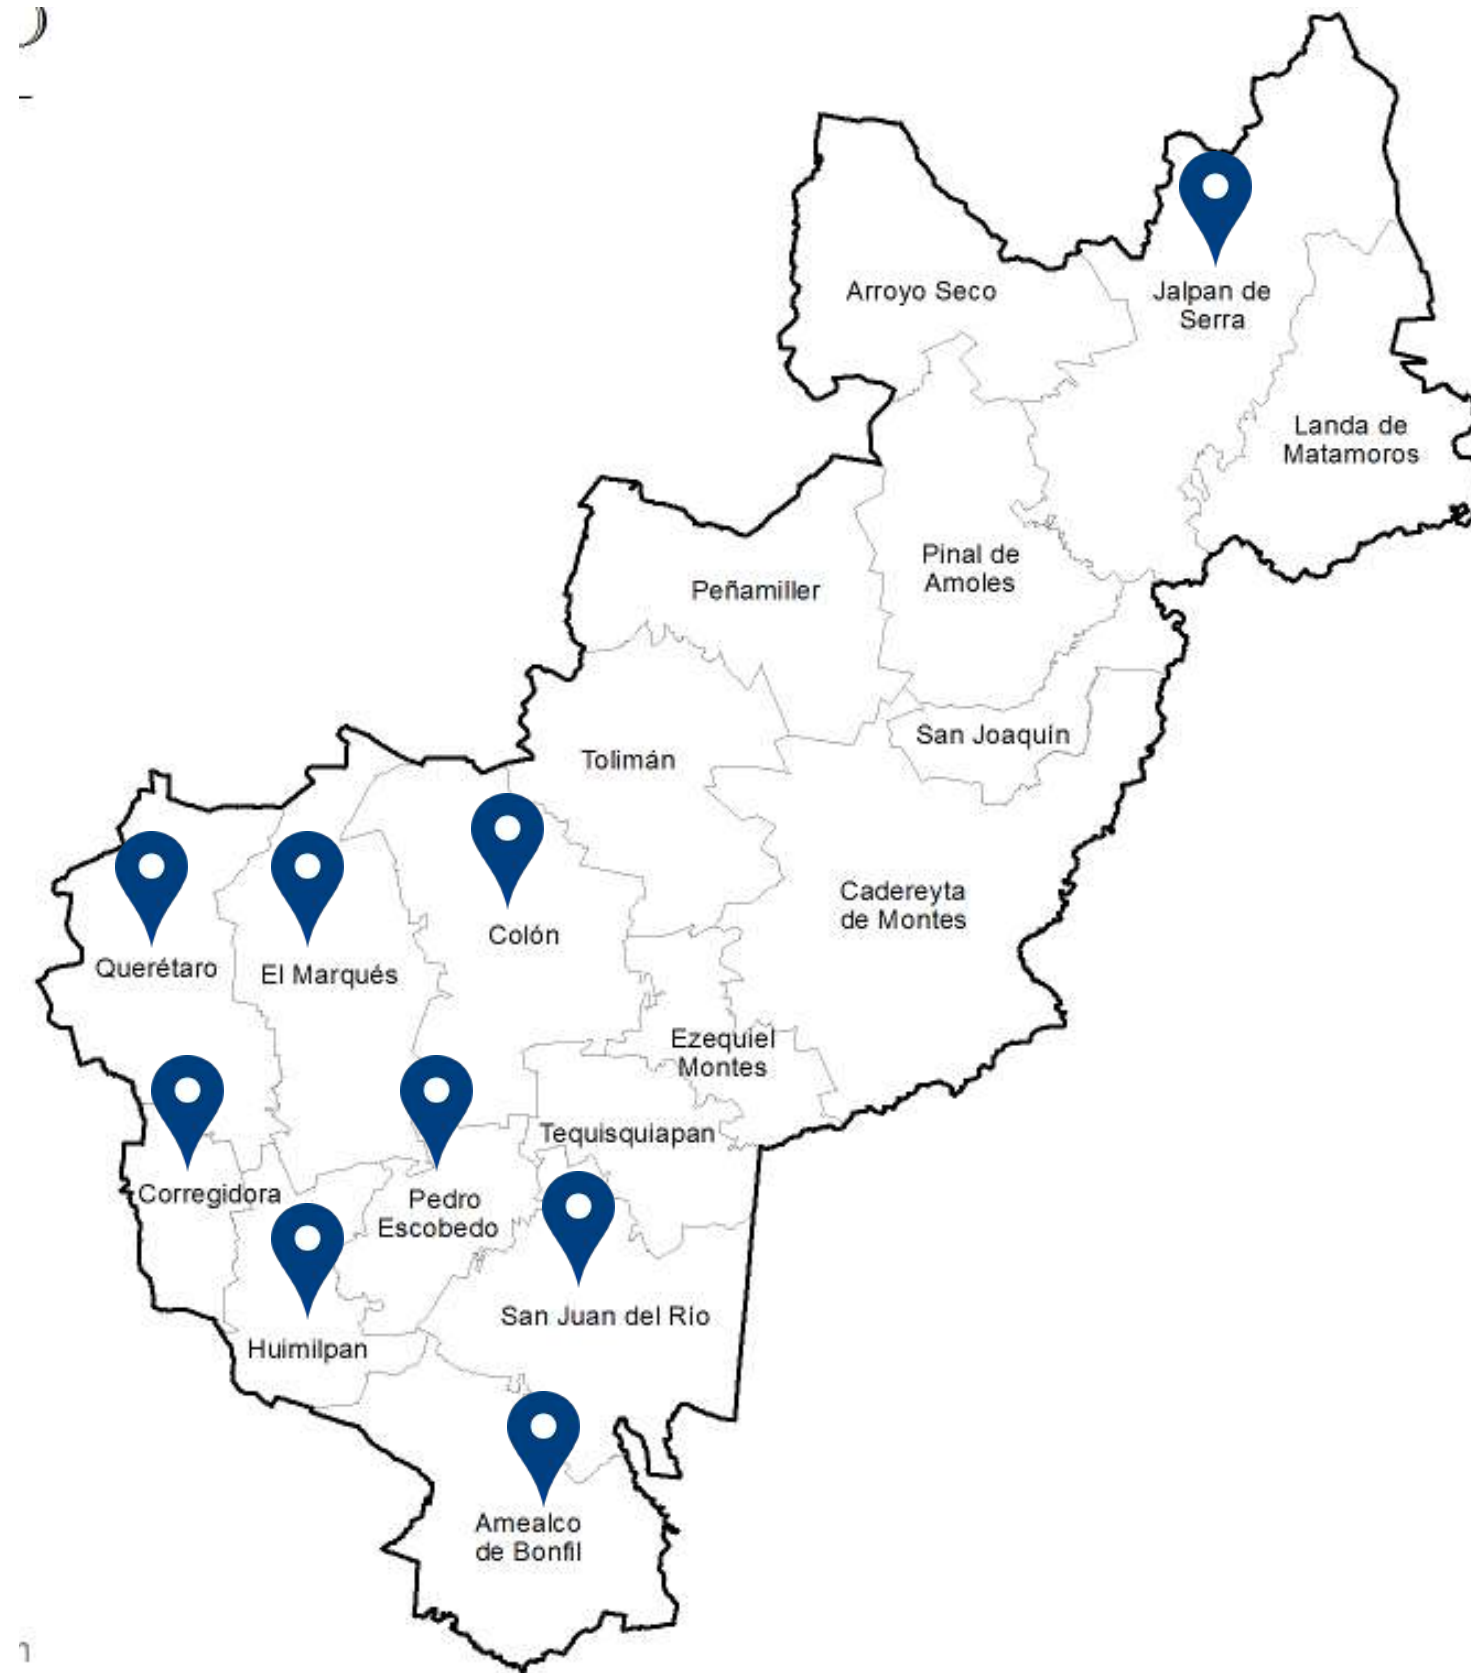 Arroyo Seco
Jalpan de
Serra
Landa de
Matamoros
Pinal de
Amoles
Peñamiller
San Joaquín
Tolimán
Cadereyta
de Montes
Colón
Querétaro
El Marqués
Ezequiel
Montes
Tequisquiapan
Corregidora
Pedro
Escobedo
San Juan del Río
Huimilpan
Amealco
de Bonfil